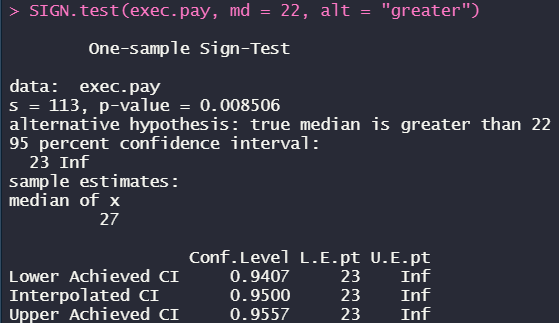 > SIGN.test(exec.pay, md = 22, alt = "greater")
One-sample Sign-Test
data:  exec.pay
s = 113, p-value = 0.008506
alternative hypothesis: true median is greater than 22
95 percent confidence interval:
23 Inf
sample estimates:
median of x
27
Conf.Level L.E.pt U.E.pt
Lower Achieved CI 0.9407 23 Inf
Interpolated CI 0.9500 23 Inf
Upper Achieved CI 0.9557 23 Inf